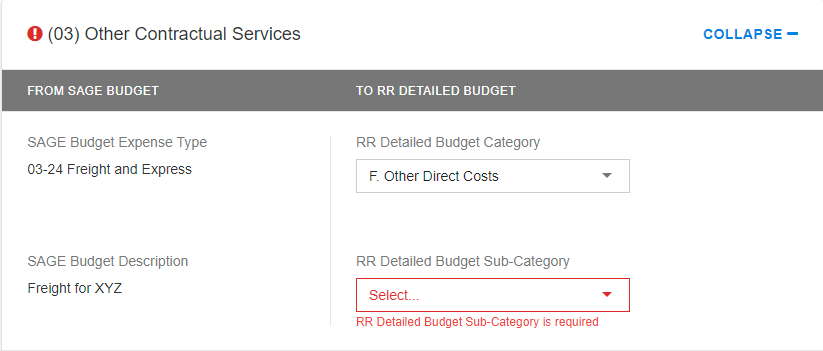 (03) Other Contractual Services
COLLAPSE
FROM SAGE BUDGET
TO RR DETAILED BUDGET
SAGE Budget Expense Type
03-24 Freight and Express
RR Detailed Budget Category
F. Other Direct Costs
SAGE Budget Description
Freight for XYZ
RR Detailed Budget Sub-Category
Select...
RR Detailed Budget Sub-Category is required